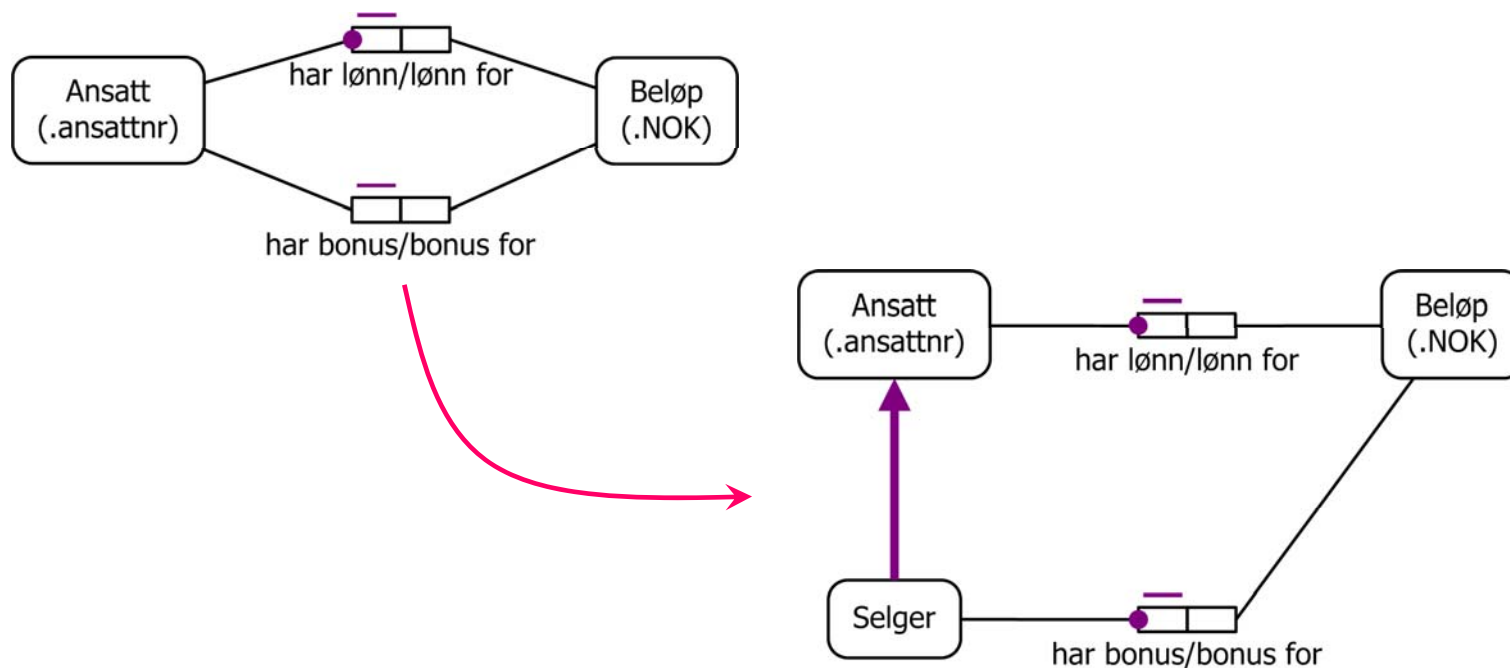 har lønn/lønn for
Ansatt
(.ansattnr)
Beløp
(.NOK)
har bonus/bonus for
Ansatt
(.ansattnr)
har lønn/lønn for
Beløp
(.NOK)
Selger
har bonus/bonus for